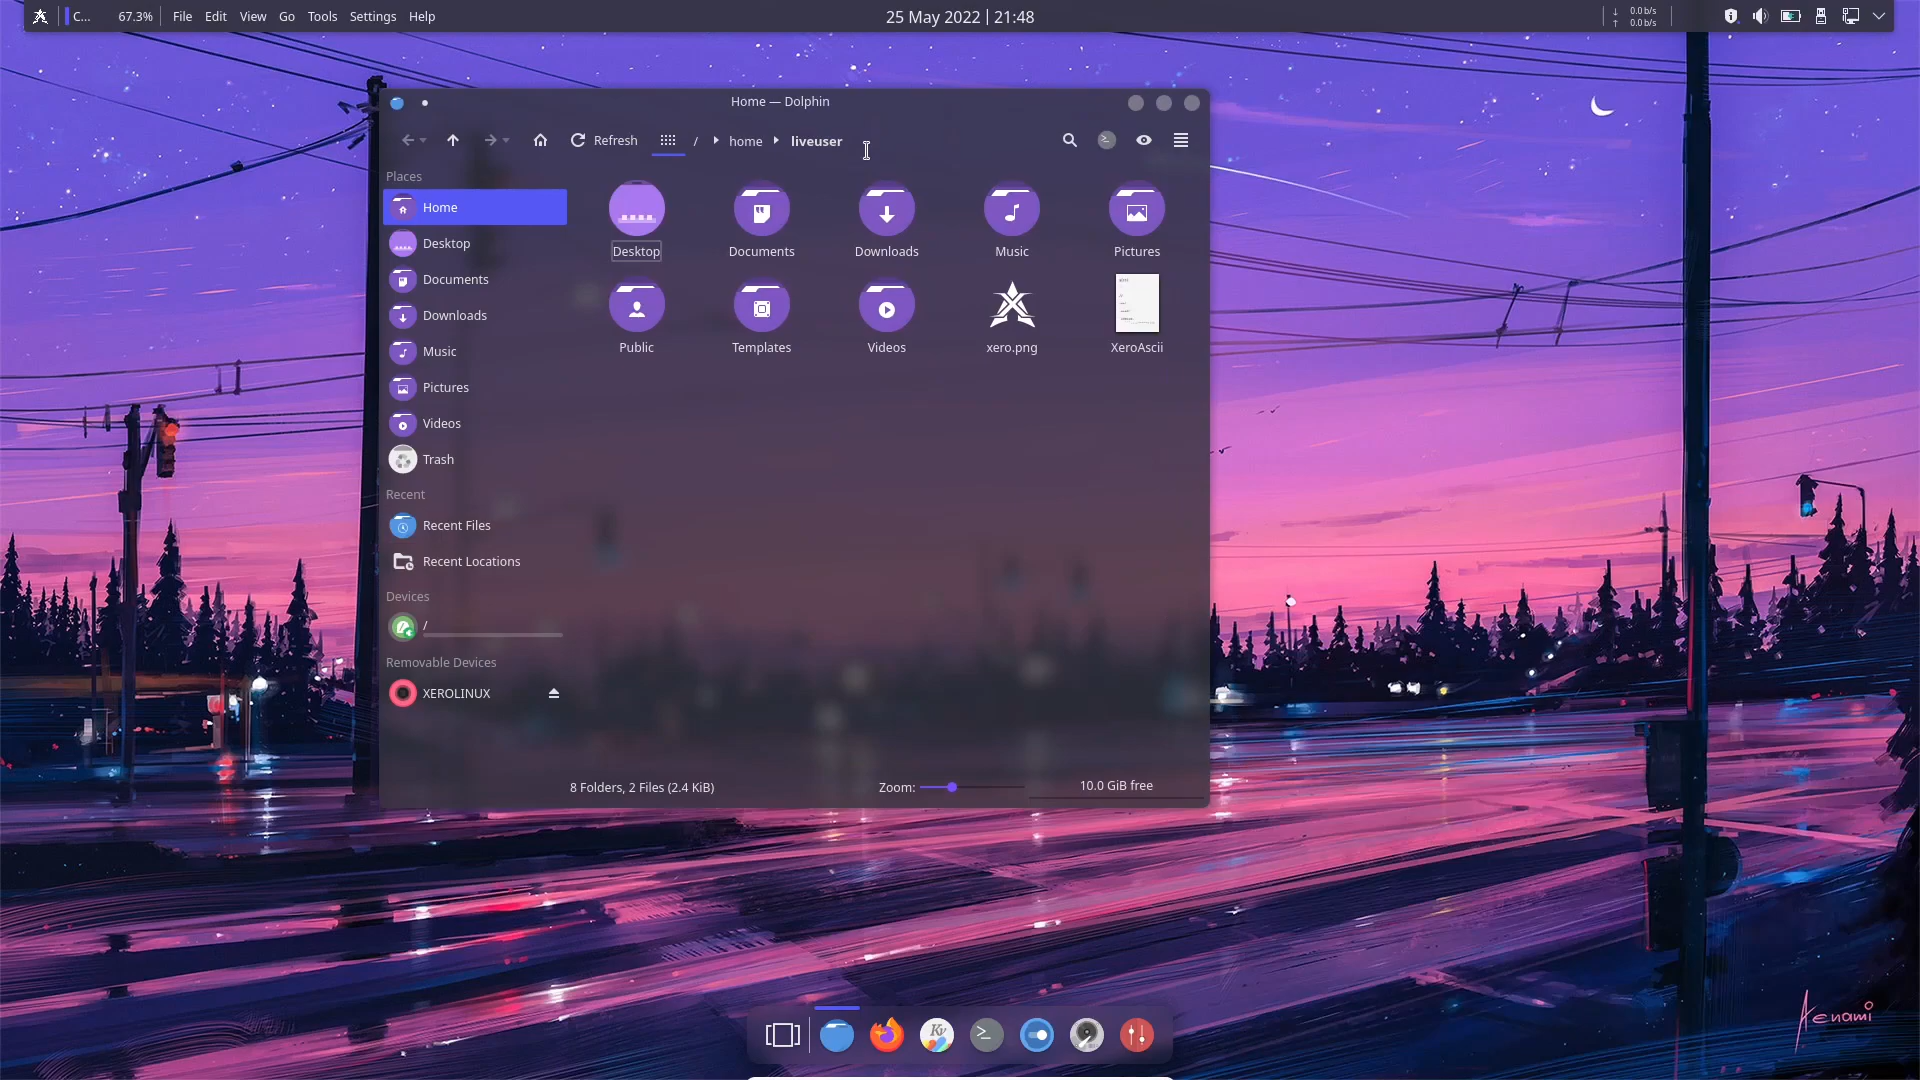 C... 67.3% File Edit View Go Tools Settings Help 25 May 2022 | 21:48 ↓ 0.0 b/s
↑ 0.0 b/s
Home — Dolphin
Refresh / home liveuser
Places
Home
Desktop
Documents
Downloads
Music
Pictures
Videos
Trash
Recent
Recent Files
Recent Locations
Devices
/
Removable Devices
XEROLINUX
Desktop Documents Downloads Music Pictures
Public Templates Videos xero.png XeroAscii
8 Folders, 2 Files (2.4 KiB) Zoom: 10.0 GiB free
Kv
Aenami